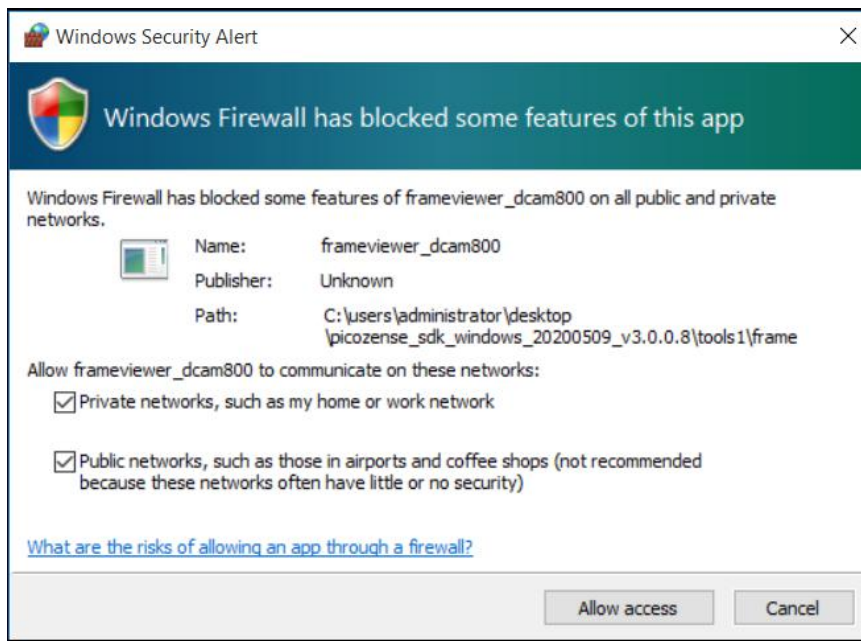 Windows Security Alert
Windows Firewall has blocked some features of this app
Windows Firewall has blocked some features of frameviewer_dcam800 on all public and private
networks.
Name: frameviewer_dcam800
Publisher: Unknown
Path: C:\users\administrator\desktop
\picozense_sdk_windows_20200509_v3.0.0.8\tools1\frame
Allow frameviewer_dcam800 to communicate on these networks:
Private networks, such as my home or work network
Public networks, such as those in airports and coffee shops (not recommended
because these networks often have little or no security)
What are the risks of allowing an app through a firewall?
Allow access Cancel